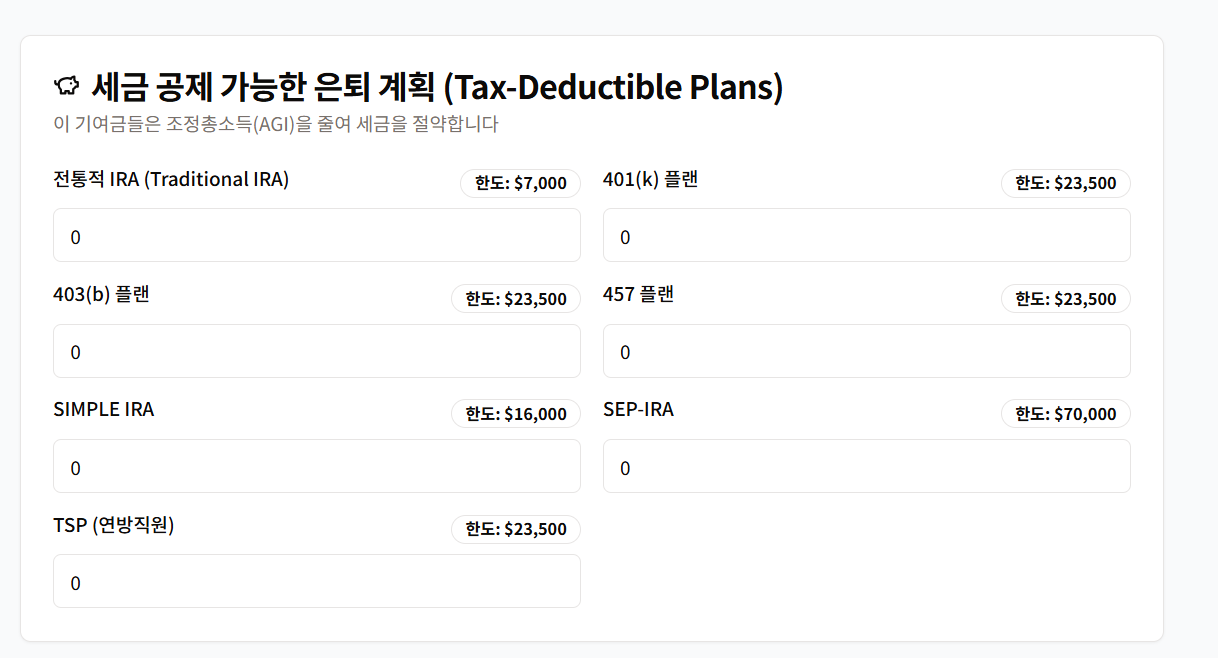 세금 공제 가능한 은퇴 계획 (Tax-Deductible Plans)
이 기여금들은 조정총소득(AGI)을 줄여 세금을 절약합니다
전통적 IRA (Traditional IRA)
한도: $7,000
0
401(k) 플랜
한도: $23,500
0
403(b) 플랜
한도: $23,500
0
457 플랜
한도: $23,500
0
SIMPLE IRA
한도: $16,000
0
SEP-IRA
한도: $70,000
0
TSP (연방직원)
한도: $23,500
0